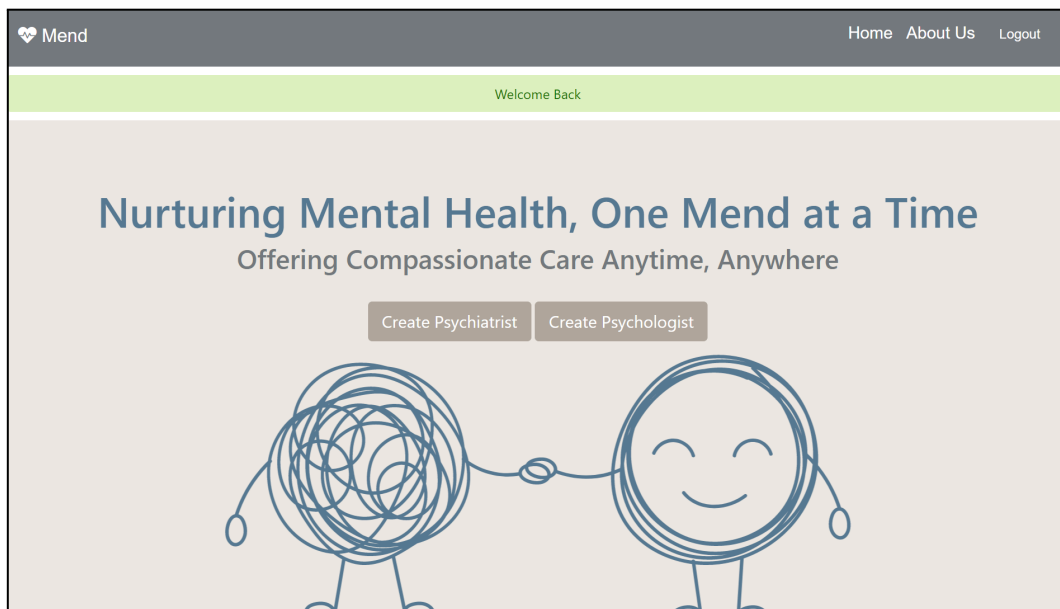 Mend
Home About Us Logout
Welcome Back
Nurturing Mental Health, One Mend at a Time
Offering Compassionate Care Anytime, Anywhere
Create Psychiatrist Create Psychologist